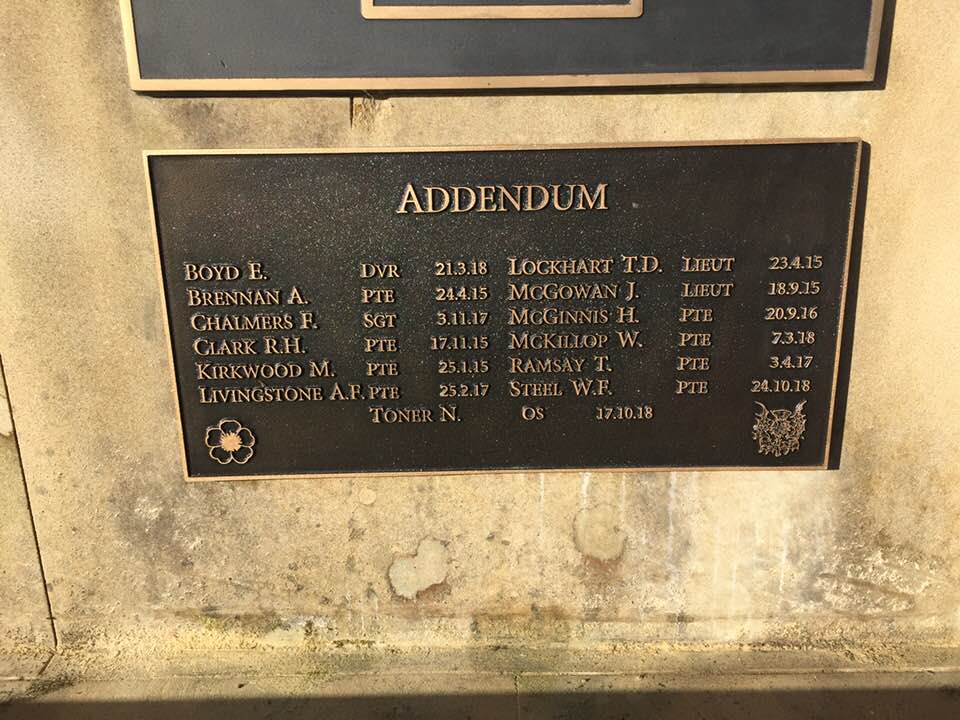 ADDENDUM
BOYD E. DVR 21.3.18 LOCKHART T.D. LIEUT 23.4.15
BRENNAN A. PTE 24.4.15 MCGOWAN J. LIEUT 18.9.15
CHALMERS F. SGT 3.11.17 MCGINNIS H. PTE 20.9.16
CLARK R.H. PTE 17.11.15 MCKILLOP W. PTE 7.3.18
KIRKWOOD M. PTE 25.1.15 RAMSAY T. PTE 3.4.17
LIVINGSTONE A.F. PTE 25.2.17 STEEL W.F. PTE 24.10.18
TONER N. OS 17.10.18